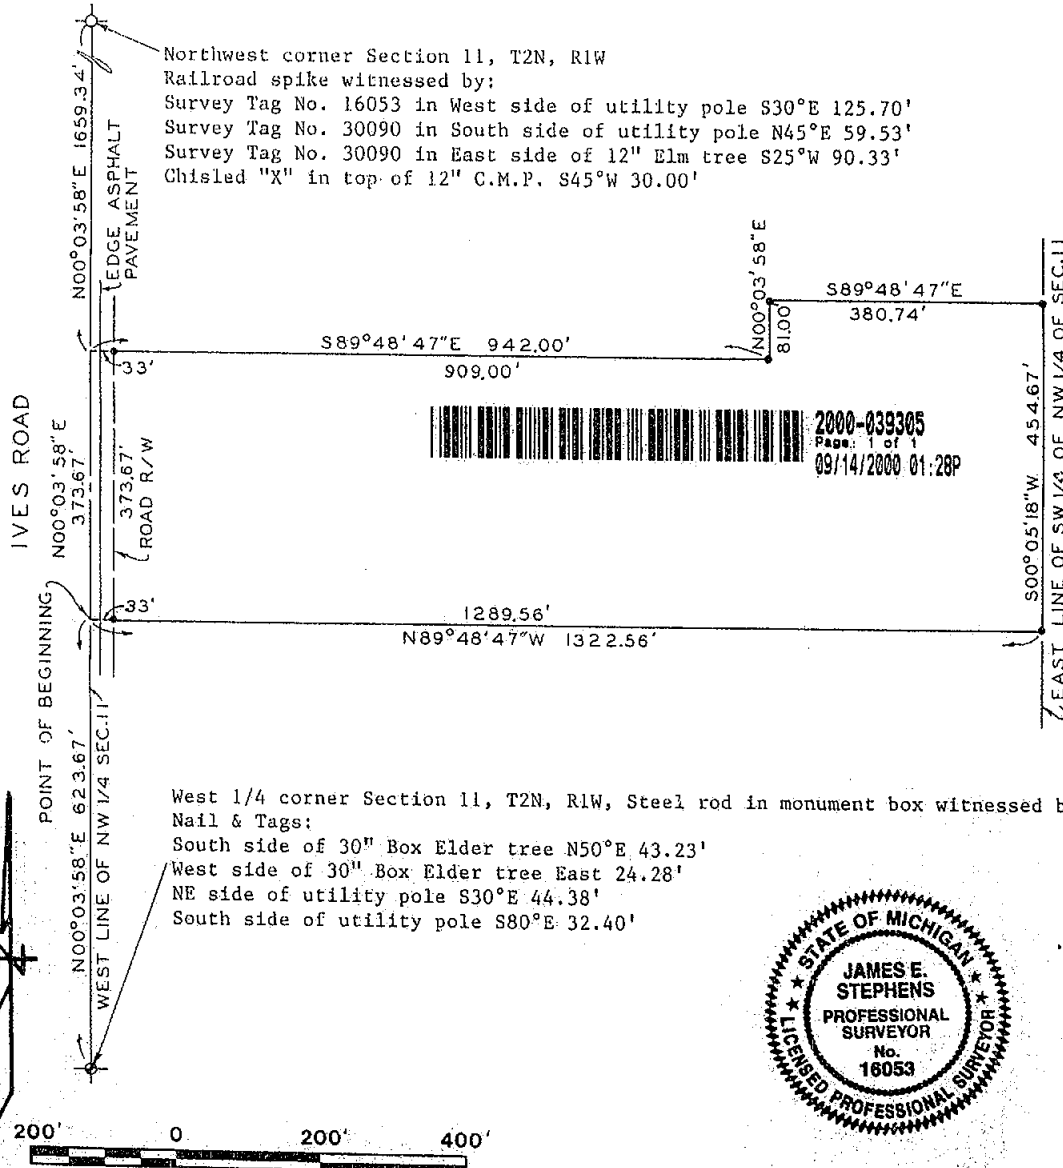 Northwest corner Section 11, T2N, R1W
Railroad spike witnessed by:
Survey Tag No. 16053 in West side of utility pole S30°E 125.70'
Survey Tag No. 30090 in South side of utility pole N45°E 59.53'
Survey Tag No. 30090 in East side of 12" Elm tree S25°W 90.33'
Chisled "X" in top of 12" C.M.P. S45°W 30.00'
N00°03'58"E 1659.34'
EDGE ASPHALT
PAVEMENT
N00°03'58"E
81.00
S89°48'47"E
380.74'
S89°48'47"E 942.00'
909.00'
33'
2000-039305
Page: 1 of 1
09/14/2000 01:28P
IVES ROAD
N00°03'58"E
373.67'
373.67'
ROAD R/W
S00°05'18"W 454.67'
EAST LINE OF SW 1/4 OF NW 1/4 OF SEC.11
33'
1289.56'
N89°48'47"W 1322.56'
POINT OF BEGINNING
N00°03'58"E 623.67'
WEST LINE OF NW 1/4 SEC.11
West 1/4 corner Section 11, T2N, R1W, Steel rod in monument box witnessed b
Nail & Tags:
South side of 30" Box Elder tree N50°E 43.23'
West side of 30" Box Elder tree East 24.28'
NE side of utility pole S30°E 44.38'
South side of utility pole S80°E 32.40'
STATE OF MICHIGAN
JAMES E.
STEPHENS
PROFESSIONAL
SURVEYOR
No.
16053
LICENSED PROFESSIONAL SURVEYOR
200' 0 200' 400'